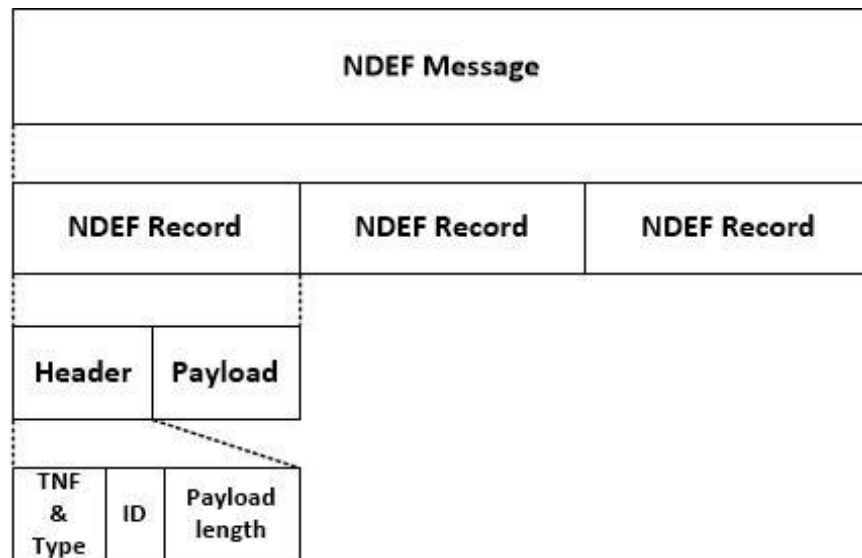 NDEF Message
NDEF Record NDEF Record NDEF Record
Header Payload
TNF
&
Type
ID
Payload
length